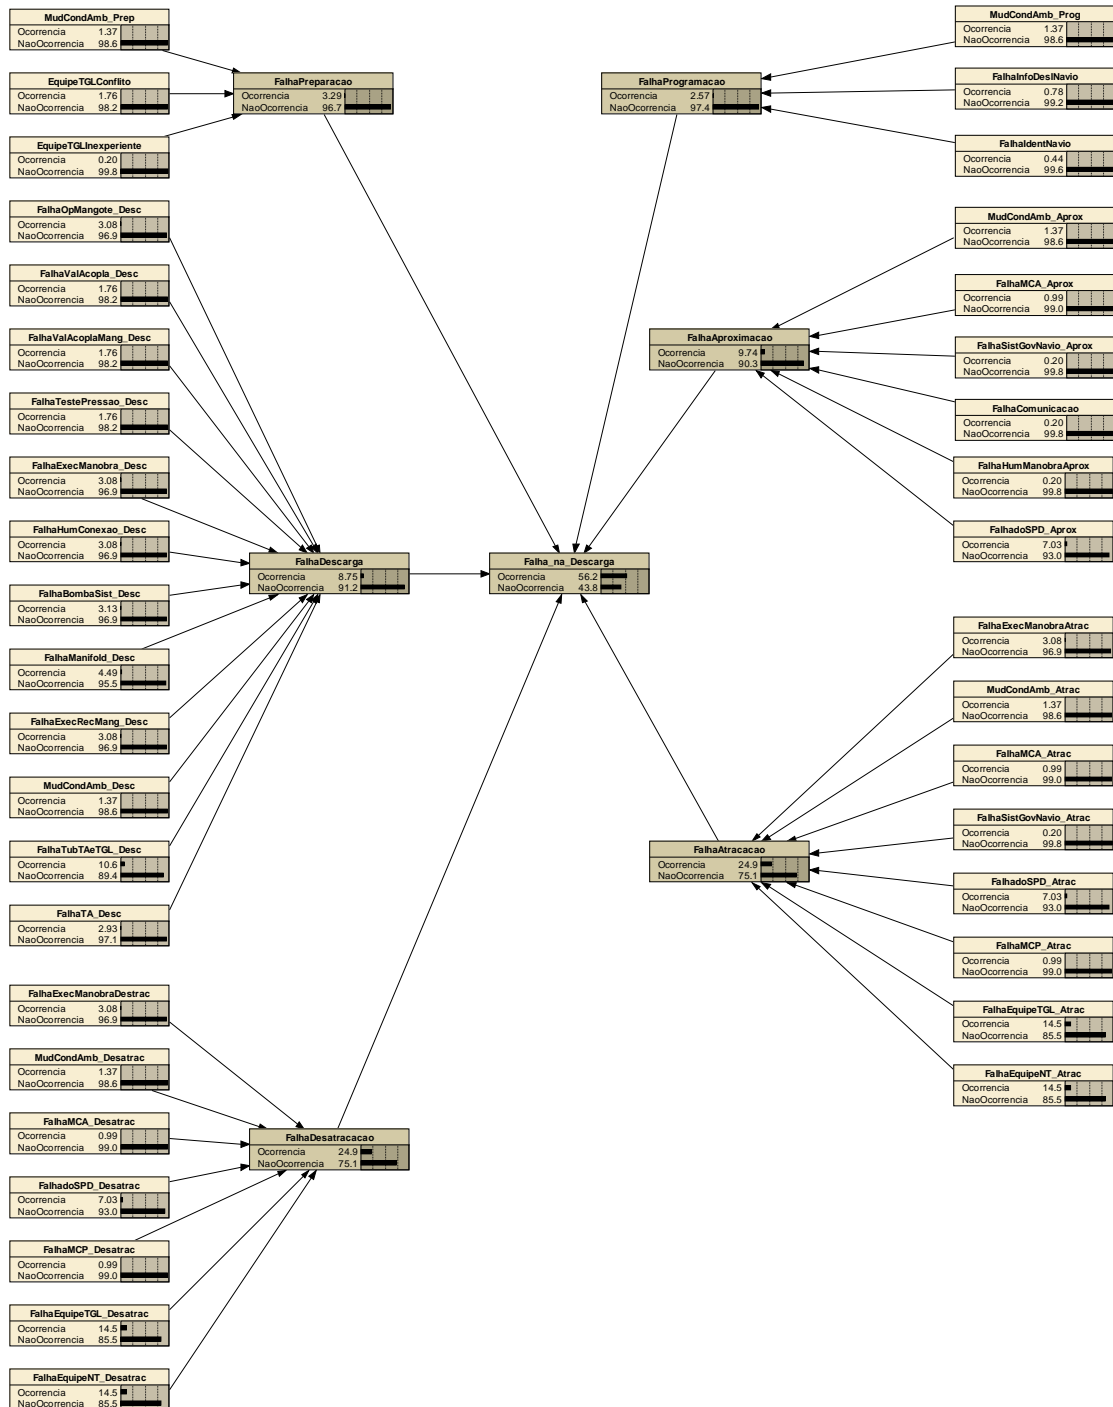 MudCondAmb_Prep
Ocorrencia 1.37
NaoOcorrencia 98.6
EquipeTGLConflito
Ocorrencia 1.76
NaoOcorrencia 98.2
EquipeTGLInexperiente
Ocorrencia 0.20
NaoOcorrencia 99.8
FalhaPreparacao
Ocorrencia 3.29
NaoOcorrencia 96.7
FalhaOpMangote_Desc
Ocorrencia 3.08
NaoOcorrencia 96.9
FalhaValAcopla_Desc
Ocorrencia 1.76
NaoOcorrencia 98.2
FalhaValAcoplaMang_Desc
Ocorrencia 1.76
NaoOcorrencia 98.2
FalhaTestePressao_Desc
Ocorrencia 1.76
NaoOcorrencia 98.2
FalhaExecManobra_Desc
Ocorrencia 3.08
NaoOcorrencia 96.9
FalhaHumConexao_Desc
Ocorrencia 3.08
NaoOcorrencia 96.9
FalhaBombaSist_Desc
Ocorrencia 3.13
NaoOcorrencia 96.9
FalhaManifold_Desc
Ocorrencia 4.49
NaoOcorrencia 95.5
FalhaExecRecMang_Desc
Ocorrencia 3.08
NaoOcorrencia 96.9
MudCondAmb_Desc
Ocorrencia 1.37
NaoOcorrencia 98.6
FalhaTubTAeTGL_Desc
Ocorrencia 10.6
NaoOcorrencia 89.4
FalhaTA_Desc
Ocorrencia 2.93
NaoOcorrencia 97.1
FalhaDescarga
Ocorrencia 8.75
NaoOcorrencia 91.2
Falha_na_Descarga
Ocorrencia 56.2
NaoOcorrencia 43.8
FalhaExecManobraDestrac
Ocorrencia 3.08
NaoOcorrencia 96.9
MudCondAmb_Desatrac
Ocorrencia 1.37
NaoOcorrencia 98.6
FalhaMCA_Desatrac
Ocorrencia 0.99
NaoOcorrencia 99.0
FalhadoSPD_Desatrac
Ocorrencia 7.03
NaoOcorrencia 93.0
FalhaMCP_Desatrac
Ocorrencia 0.99
NaoOcorrencia 99.0
FalhaEquipeTGL_Desatrac
Ocorrencia 14.5
NaoOcorrencia 85.5
FalhaEquipeNT_Desatrac
Ocorrencia 14.5
NaoOcorrencia 85.5
FalhaDesatracacao
Ocorrencia 24.9
NaoOcorrencia 75.1
FalhaProgramacao
Ocorrencia 2.57
NaoOcorrencia 97.4
MudCondAmb_Prog
Ocorrencia 1.37
NaoOcorrencia 98.6
FalhaInfoDeslNavio
Ocorrencia 0.78
NaoOcorrencia 99.2
FalhaIdentNavio
Ocorrencia 0.44
NaoOcorrencia 99.6
FalhaAproximacao
Ocorrencia 9.74
NaoOcorrencia 90.3
MudCondAmb_Aprox
Ocorrencia 1.37
NaoOcorrencia 98.6
FalhaMCA_Aprox
Ocorrencia 0.99
NaoOcorrencia 99.0
FalhaSistGovNavio_Aprox
Ocorrencia 0.20
NaoOcorrencia 99.8
FalhaComunicacao
Ocorrencia 0.20
NaoOcorrencia 99.8
FalhaHumManobraAprox
Ocorrencia 0.20
NaoOcorrencia 99.8
FalhadoSPD_Aprox
Ocorrencia 7.03
NaoOcorrencia 93.0
FalhaAtracacao
Ocorrencia 24.9
NaoOcorrencia 75.1
FalhaExecManobraAtrac
Ocorrencia 3.08
NaoOcorrencia 96.9
MudCondAmb_Atrac
Ocorrencia 1.37
NaoOcorrencia 98.6
FalhaMCA_Atrac
Ocorrencia 0.99
NaoOcorrencia 99.0
FalhaSistGovNavio_Atrac
Ocorrencia 0.20
NaoOcorrencia 99.8
FalhadoSPD_Atrac
Ocorrencia 7.03
NaoOcorrencia 93.0
FalhaMCP_Atrac
Ocorrencia 0.99
NaoOcorrencia 99.0
FalhaEquipeTGL_Atrac
Ocorrencia 14.5
NaoOcorrencia 85.5
FalhaEquipeNT_Atrac
Ocorrencia 14.5
NaoOcorrencia 85.5